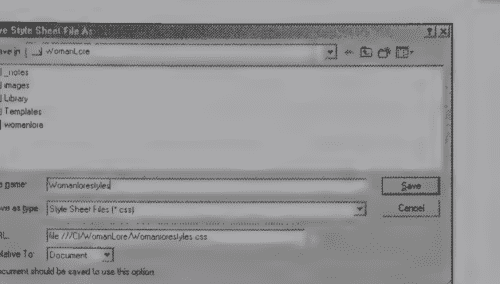 ve Style Sheet File As
ave in WomanLore
_notes
images
Library
Templates
womanlore
name: Womanlorestyles Save
ve as type Style Sheet Files (*.css) Cancel
RL: file:///C|/WomanLore/Womanlorestyles.css
elative To: Document
ocument should be saved to use this option.